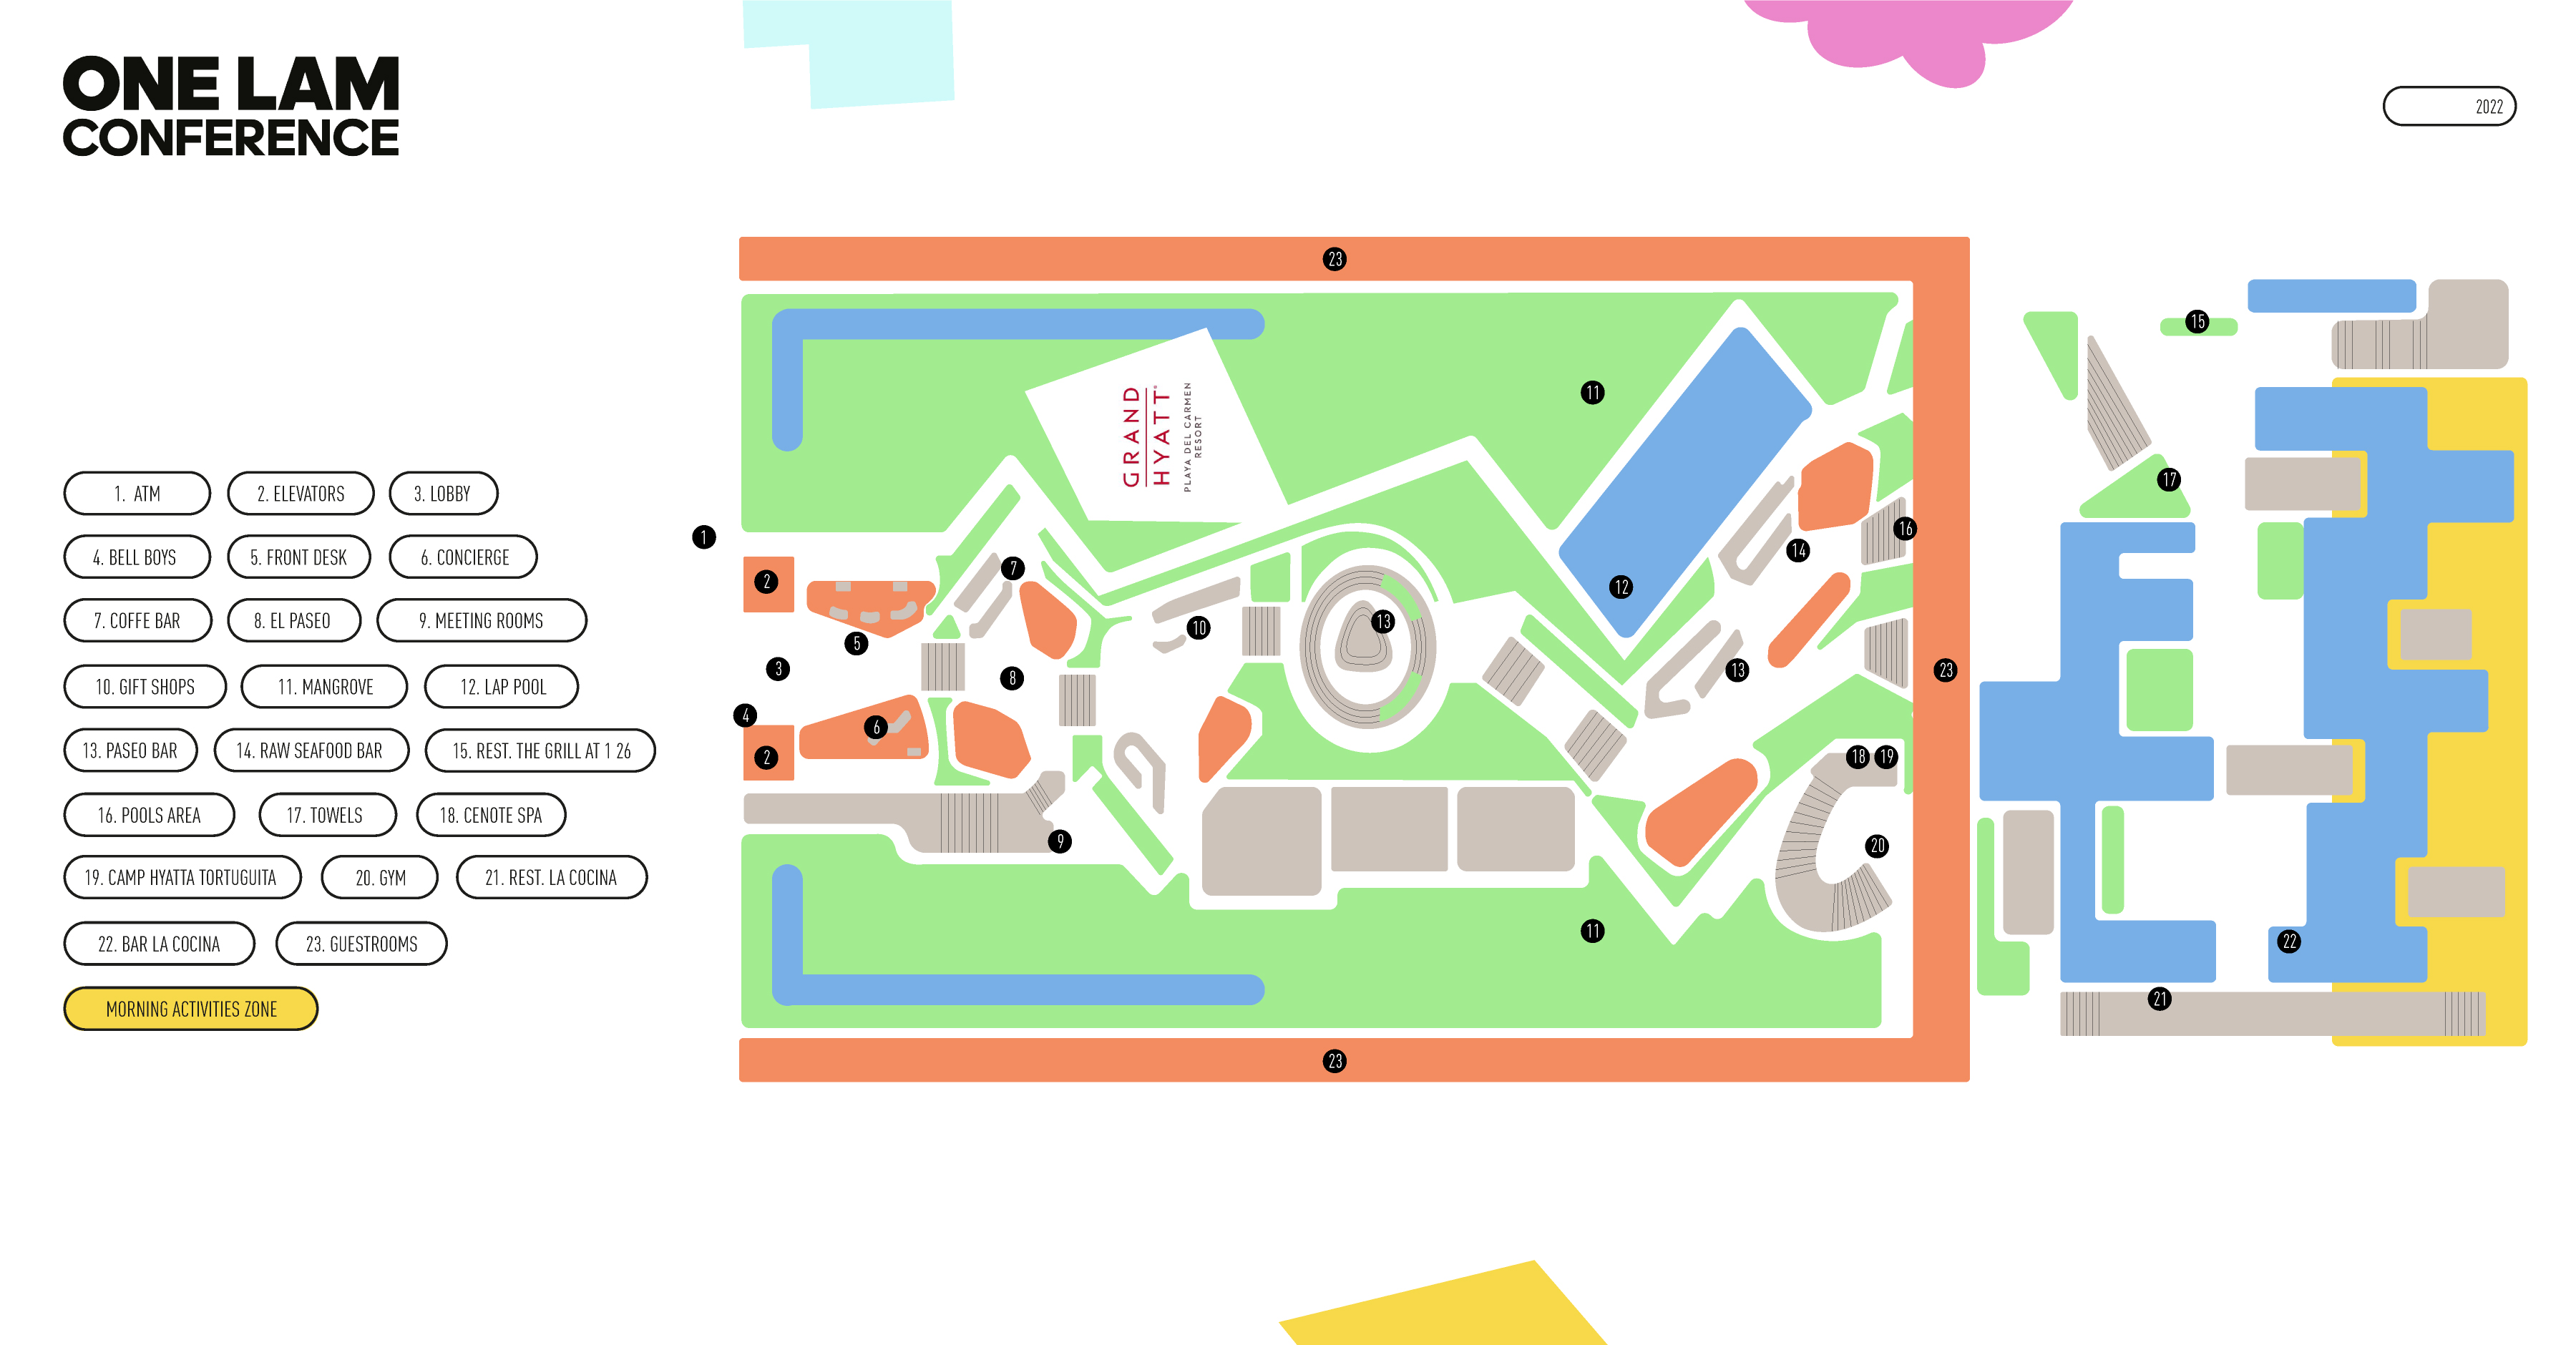 ONE LAM
CONFERENCE
2022
1. ATM
2. ELEVATORS
3. LOBBY
4. BELL BOYS
5. FRONT DESK
6. CONCIERGE
7. COFFE BAR
8. EL PASEO
9. MEETING ROOMS
10. GIFT SHOPS
11. MANGROVE
12. LAP POOL
13. PASEO BAR
14. RAW SEAFOOD BAR
15. REST. THE GRILL AT 1 26
16. POOLS AREA
17. TOWELS
18. CENOTE SPA
19. CAMP HYATTA TORTUGUITA
20. GYM
21. REST. LA COCINA
22. BAR LA COCINA
23. GUESTROOMS
MORNING ACTIVITIES ZONE
GRAND
HYATT
PLAYA DEL CARMEN
RESORT
23
15
11
17
16
1
14
7
2
12
13
10
5
3
8
13
23
4
6
2
18
19
9
20
11
22
21
23